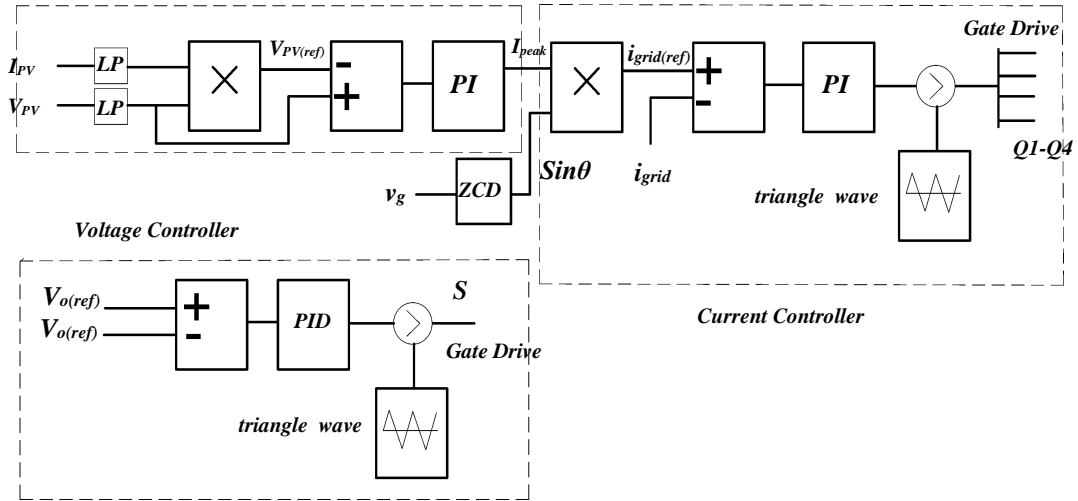 I_PV
LP
V_PV
LP
×
V_PV(ref)
-
+
PI
I_peak
×
i_grid(ref)
+
-
PI
>
Gate Drive
Q1-Q4
i_grid
Sinθ
v_g
ZCD
triangle wave
Voltage Controller
V_o(ref)
V_o(ref)
+
-
PID
>
S
Gate Drive
triangle wave
Current Controller